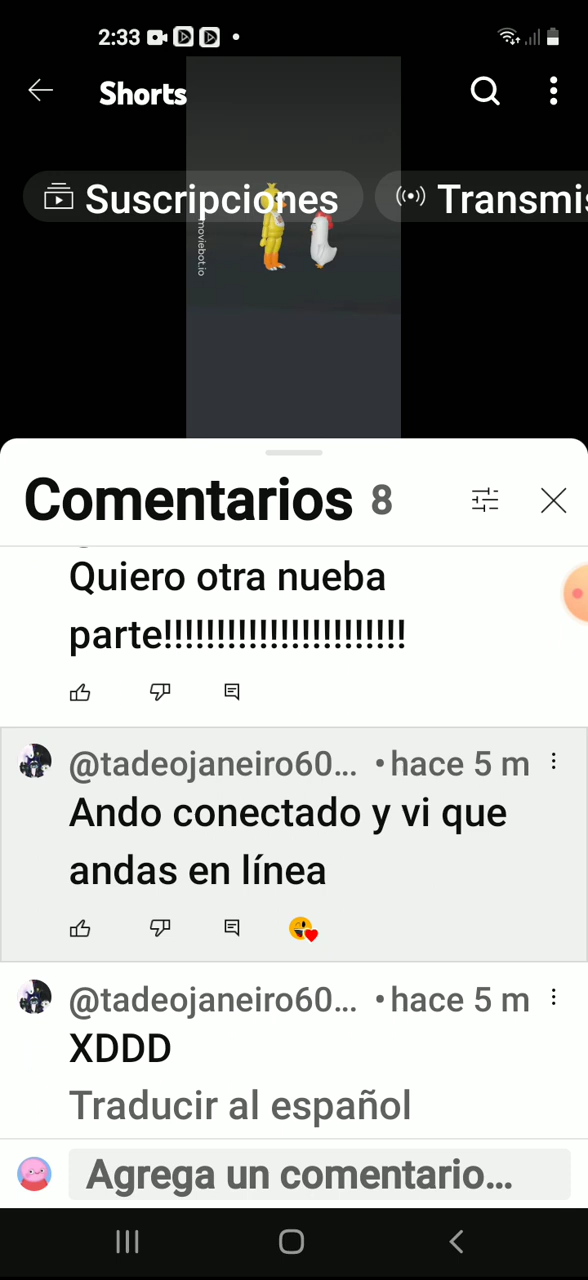 2:33
Shorts
Suscripciones
Transmis
moviebot.io
Comentarios 8
Quiero otra nueba
parte!!!!!!!!!!!!!!!!!!!!!!!
@tadeojaneiro60... •hace 5 m
Ando conectado y vi que
andas en línea
@tadeojaneiro60... •hace 5 m
XDDD
Traducir al español
Agrega un comentario...